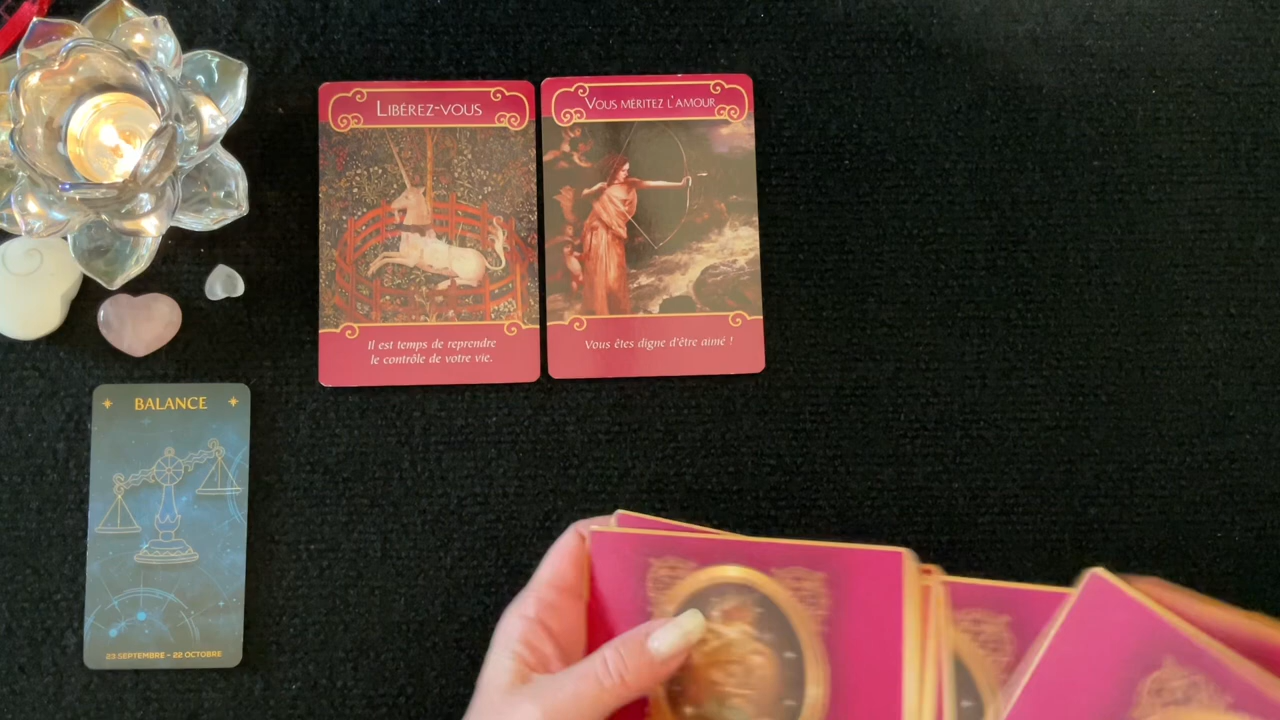 LIBÉREZ-VOUS
Il est temps de reprendre
le contrôle de votre vie.
VOUS MÉRITEZ L'AMOUR
Vous êtes digne d'être aimé !
BALANCE
23 SEPTEMBRE - 22 OCTOBRE